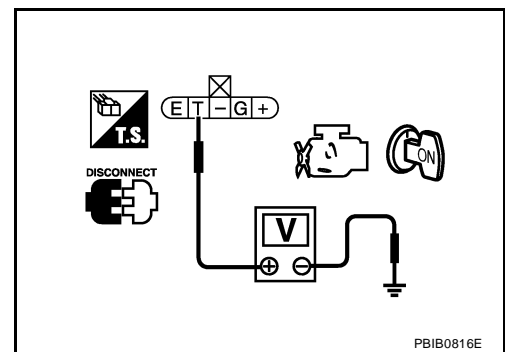 E T – G +
T.S.
DISCONNECT
ON
V
+ –
PBIB0816E